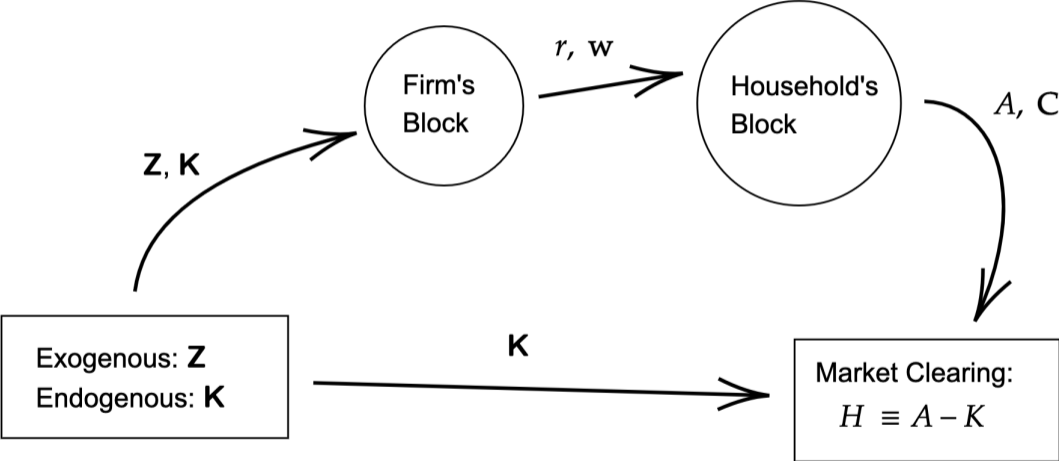 Firm's
Block
r, w
Household's
Block
A, C
Z, K
Exogenous: Z
Endogenous: K
K
Market Clearing:
H ≡ A – K